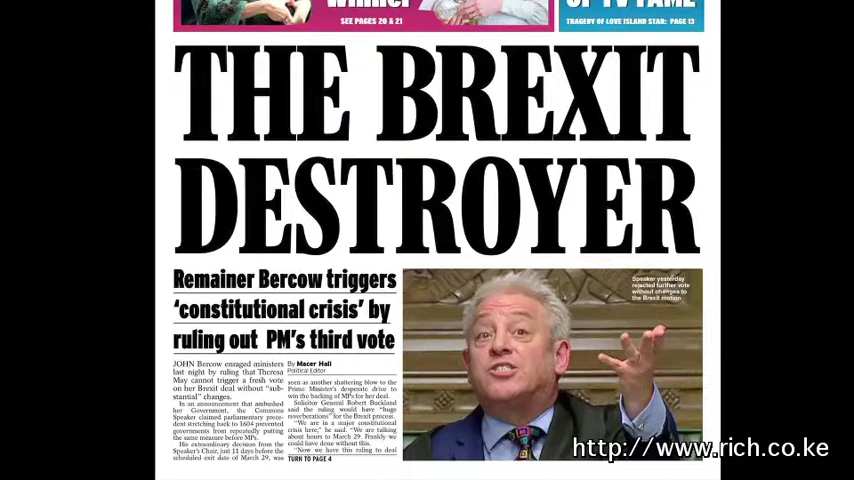 Winner
SEE PAGES 20 & 21
OF TV FAME
TRAGEDY OF LOVE ISLAND STAR: PAGE 13
THE BREXIT
DESTROYER
Remainer Bercow triggers
‘constitutional crisis’ by
ruling out PM’s third vote
Speaker yesterday
rejected further vote
without changes to
the Brexit motion
JOHN Bercow enraged ministers
last night by ruling that Theresa
May cannot trigger a fresh vote
on her Brexit deal without “sub-
stantial” changes.
In an announcement that ambushed
her Government, the Commons
Speaker claimed parliamentary prece-
dent stretching back to 1604 prevented
governments from repeatedly putting
the same measure before MPs.
His extraordinary decision from the
Speaker’s Chair, just 11 days before the
scheduled exit date of March 29, was
By Macer Hall
Political Editor
seen as another shattering blow to the
Prime Minister’s desperate drive to
win the backing of MPs for her deal.
Solicitor General Robert Buckland
said the ruling would have “huge
reverberations” for the Brexit process.
“We are in a major constitutional
crisis here,” he said. “We are talking
about hours to March 29. Frankly we
could have done without this.
“Now we have this ruling to deal
TURN TO PAGE 4
http://www.rich.co.ke